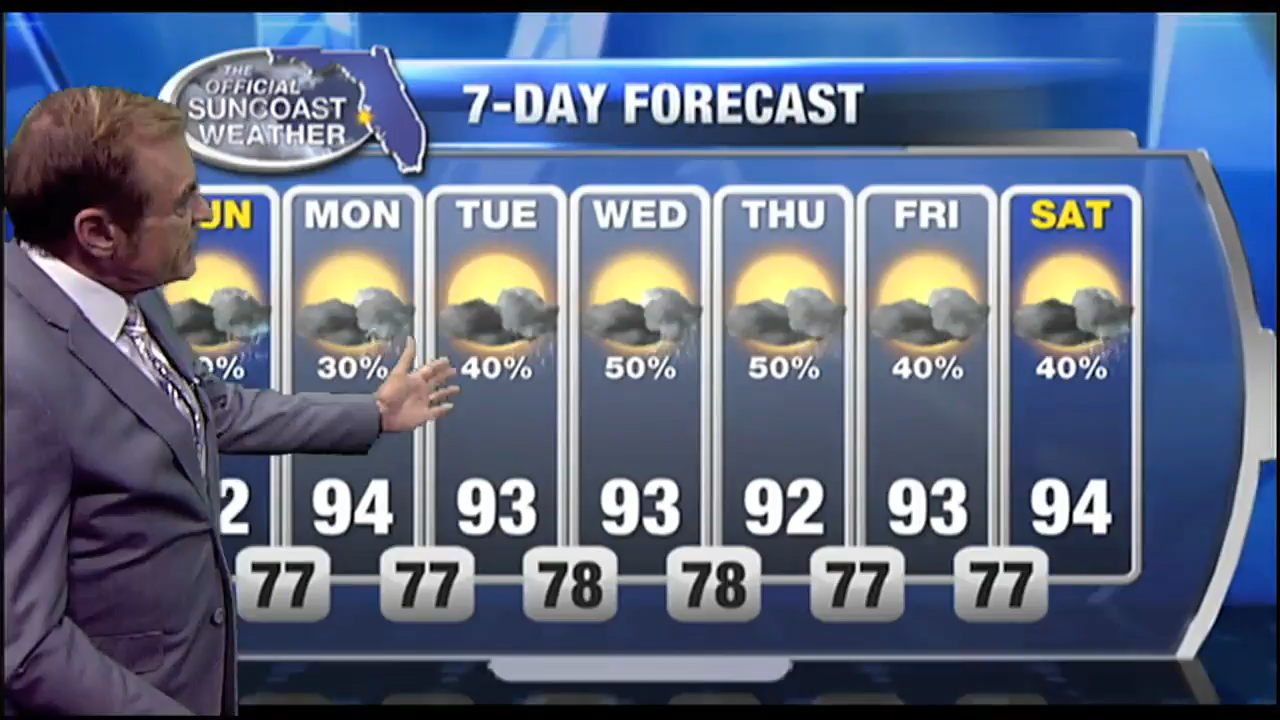 THE
OFFICIAL
SUNCOAST
WEATHER
7-DAY FORECAST
MON TUE WED THU FRI SAT
30% 40% 50% 50% 40% 40%
94 93 93 92 93 94
77 77 78 78 77 77